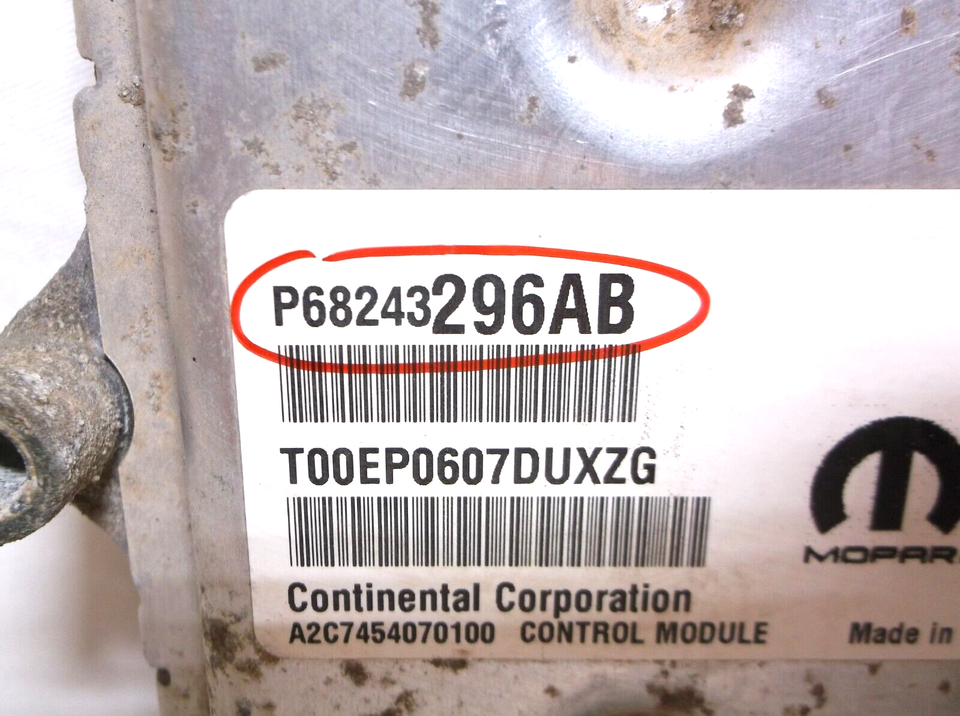 P68243296AB
T00EP0607DUXZG
MOPAR
Continental Corporation
A2C7454070100 CONTROL MODULE
Made in